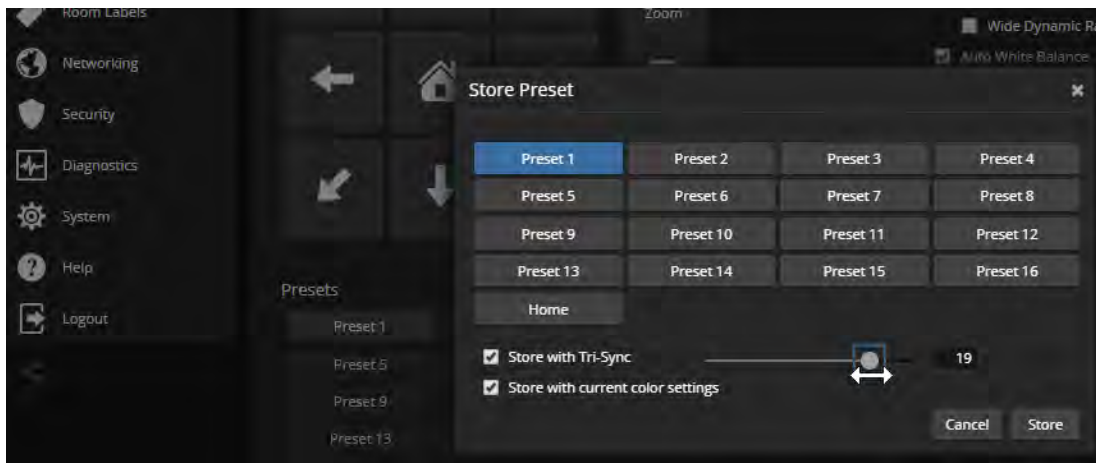 Room Labels
Zoom
Wide Dynamic Ra
Networking
Auto White Balance
Store Preset
Security
Preset 1 Preset 2 Preset 3 Preset 4
Diagnostics
Preset 5 Preset 6 Preset 7 Preset 8
System
Preset 9 Preset 10 Preset 11 Preset 12
Help
Preset 13 Preset 14 Preset 15 Preset 16
Presets
Home
Logout
Preset 1
Store with Tri-Sync 19
Preset 5
Store with current color settings
Preset 9
Cancel Store
Preset 13